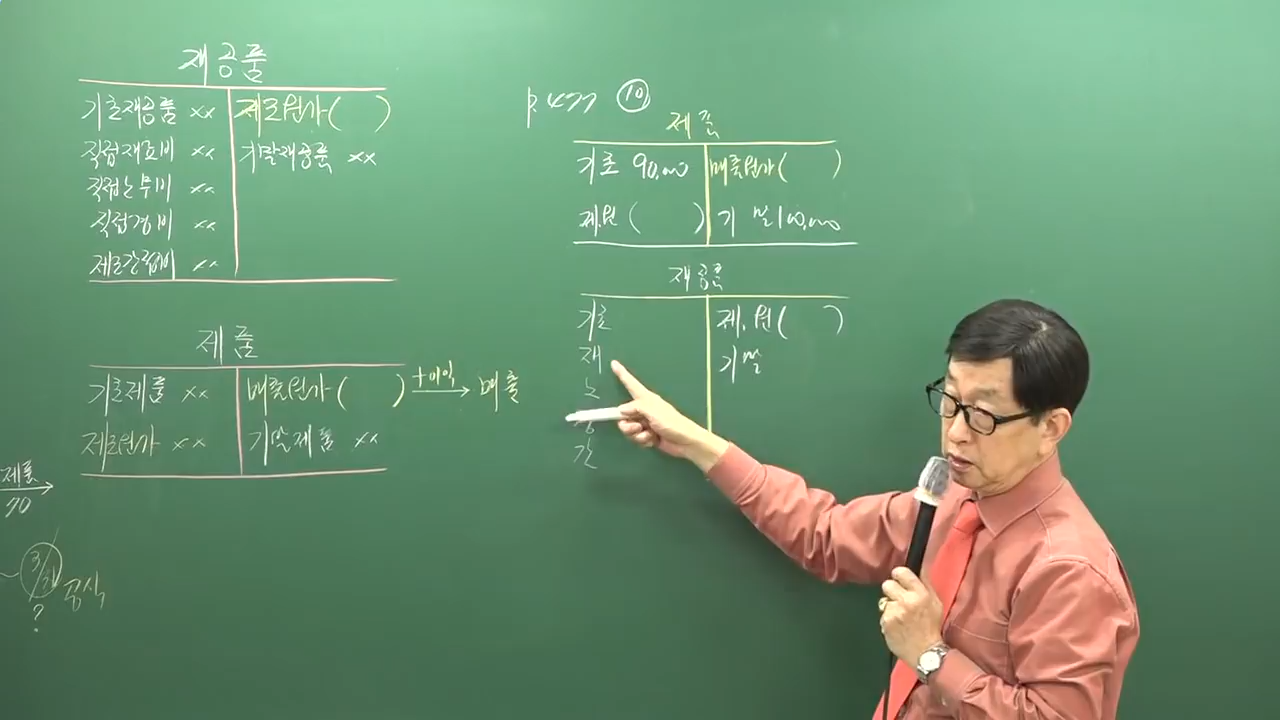 재공품
기초재공품 xx 제조원가 ( )
직접재료비 xx 기말재공품 xx
직접노무비 xx
직접경비 xx
제조간접비 xx
제품
기초제품 xx 매출원가 ( ) +이익 → 매출
제조원가 xx 기말제품 xx
제품
70
3/31 공식
?
p.477 ⑩
제품
기초 90,000 매출원가 ( )
제.원 ( ) 기말 100,000
재공품
기초 제.원 ( )
재 기말
노
간